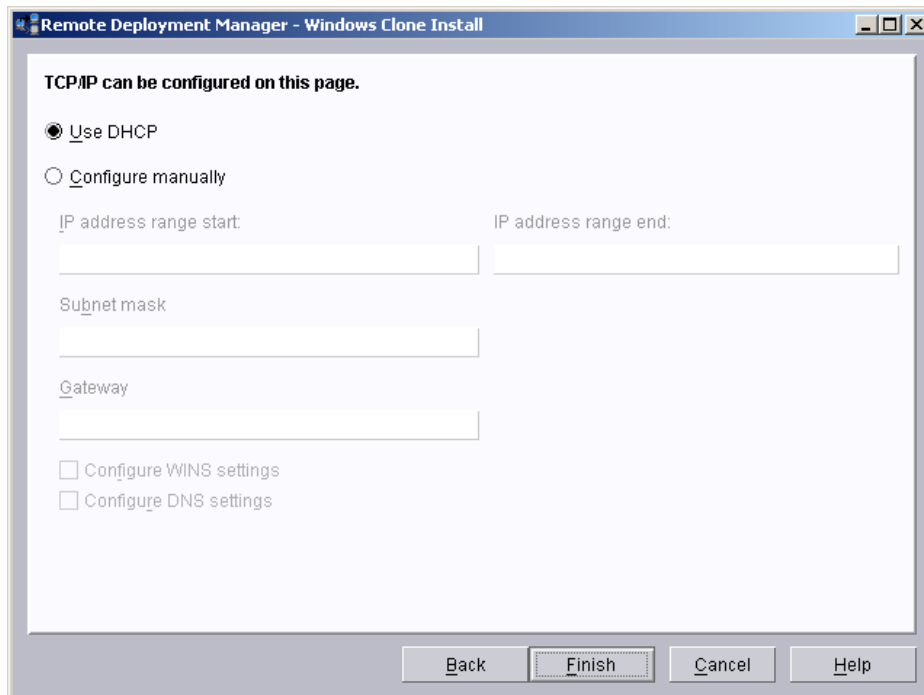 Remote Deployment Manager - Windows Clone Install
TCP/IP can be configured on this page.
Use DHCP
Configure manually
IP address range start: IP address range end:
Subnet mask
Gateway
Configure WINS settings
Configure DNS settings
Back Finish Cancel Help